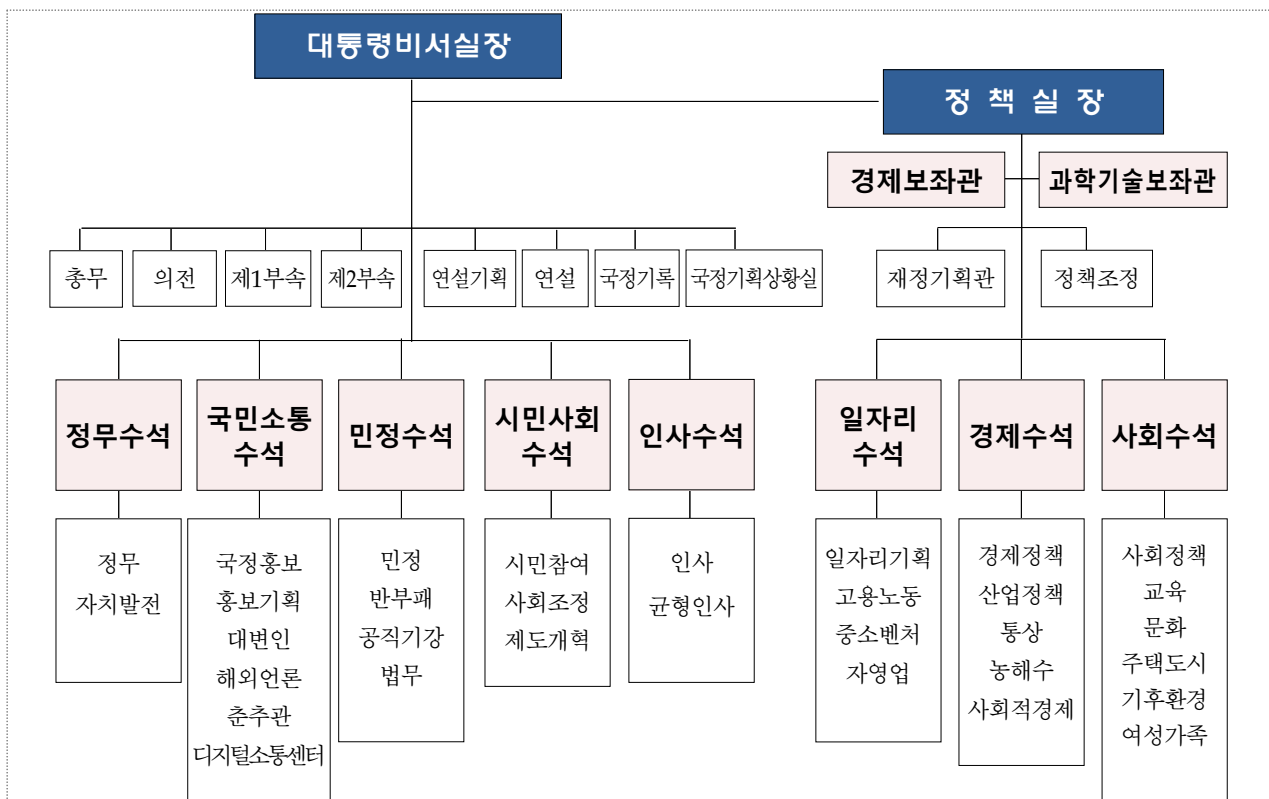 대통령비서실장
정 책 실 장
경제보좌관
과학기술보좌관
총무
의전
제1부속
제2부속
연설기획
연설
국정기록
국정기획상황실
재정기획관
정책조정
정무수석
국민소통
수석
민정수석
시민사회
수석
인사수석
일자리
수석
경제수석
사회수석
정무
자치발전
국정홍보
홍보기획
대변인
해외언론
춘추관
디지털소통센터
민정
반부패
공직기강
법무
시민참여
사회조정
제도개혁
인사
균형인사
일자리기획
고용노동
중소벤처
자영업
경제정책
산업정책
통상
농해수
사회적경제
사회정책
교육
문화
주택도시
기후환경
여성가족